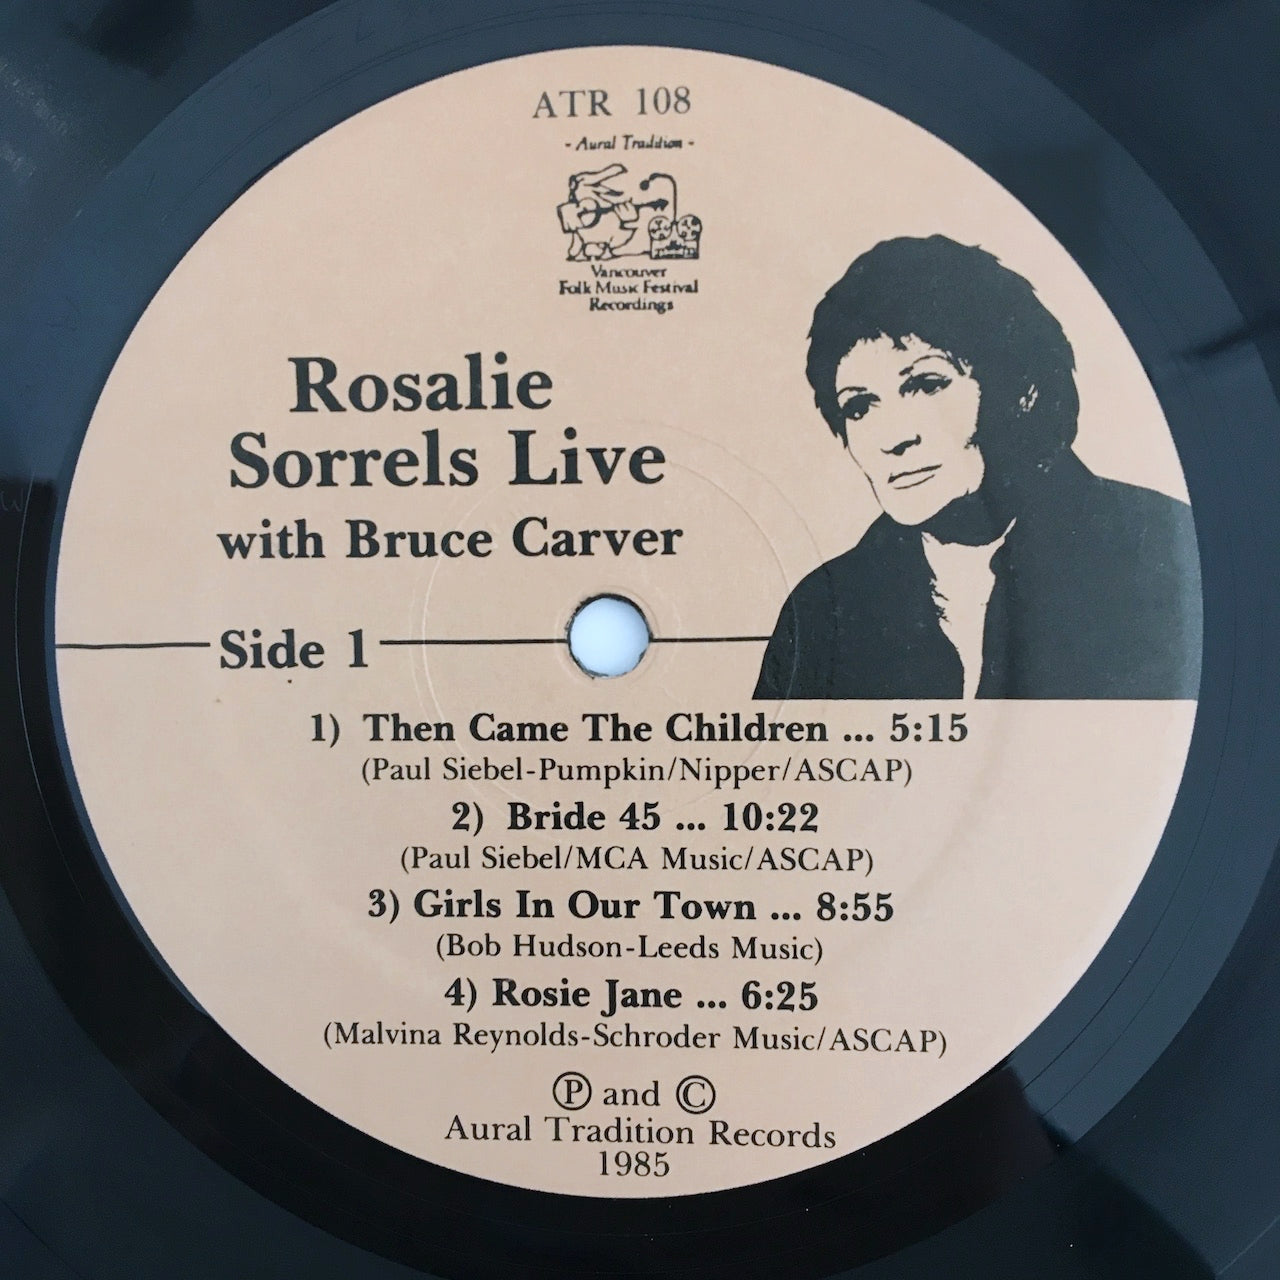 ATR 108
- Aural Tradition -
Vancouver
Folk Music Festival
Recordings
Rosalie
Sorrels Live
with Bruce Carver
Side 1
1) Then Came The Children ... 5:15
(Paul Siebel-Pumpkin/Nipper/ASCAP)
2) Bride 45 ... 10:22
(Paul Siebel/MCA Music/ASCAP)
3) Girls In Our Town ... 8:55
(Bob Hudson-Leeds Music)
4) Rosie Jane ... 6:25
(Malvina Reynolds-Schroder Music/ASCAP)
Ⓟ and Ⓒ
Aural Tradition Records
1985